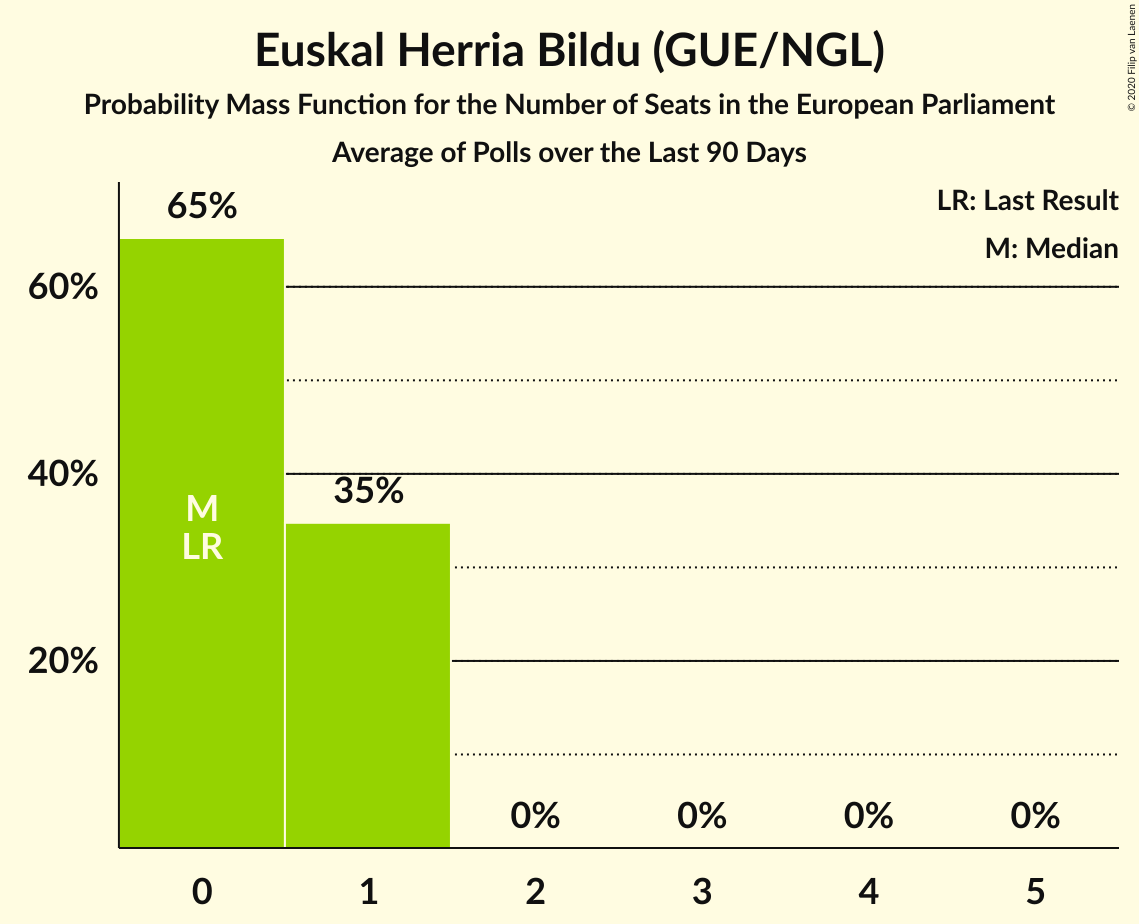 Euskal Herria Bildu (GUE/NGL)
Probability Mass Function for the Number of Seats in the European Parliament
Average of Polls over the Last 90 Days
© 2020 Filip van Laenen
LR: Last Result
M: Median
65%
60%
40%
35%
M
LR
20%
0% 0% 0% 0%
0 1 2 3 4 5